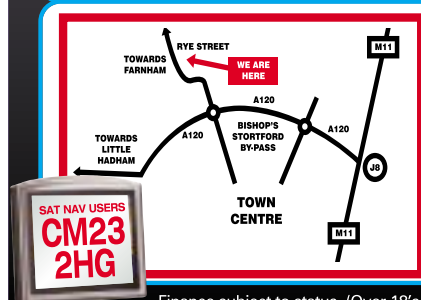 RYE STREET
M11
TOWARDS
FARNHAM
WE ARE
HERE
A120
A120
BISHOP'S
STORTFORD
BY-PASS
A120
TOWARDS
LITTLE
HADHAM
J8
TOWN
CENTRE
M11
SAT NAV USERS
CM23
2HG
Finance subject to status. (Over 18's